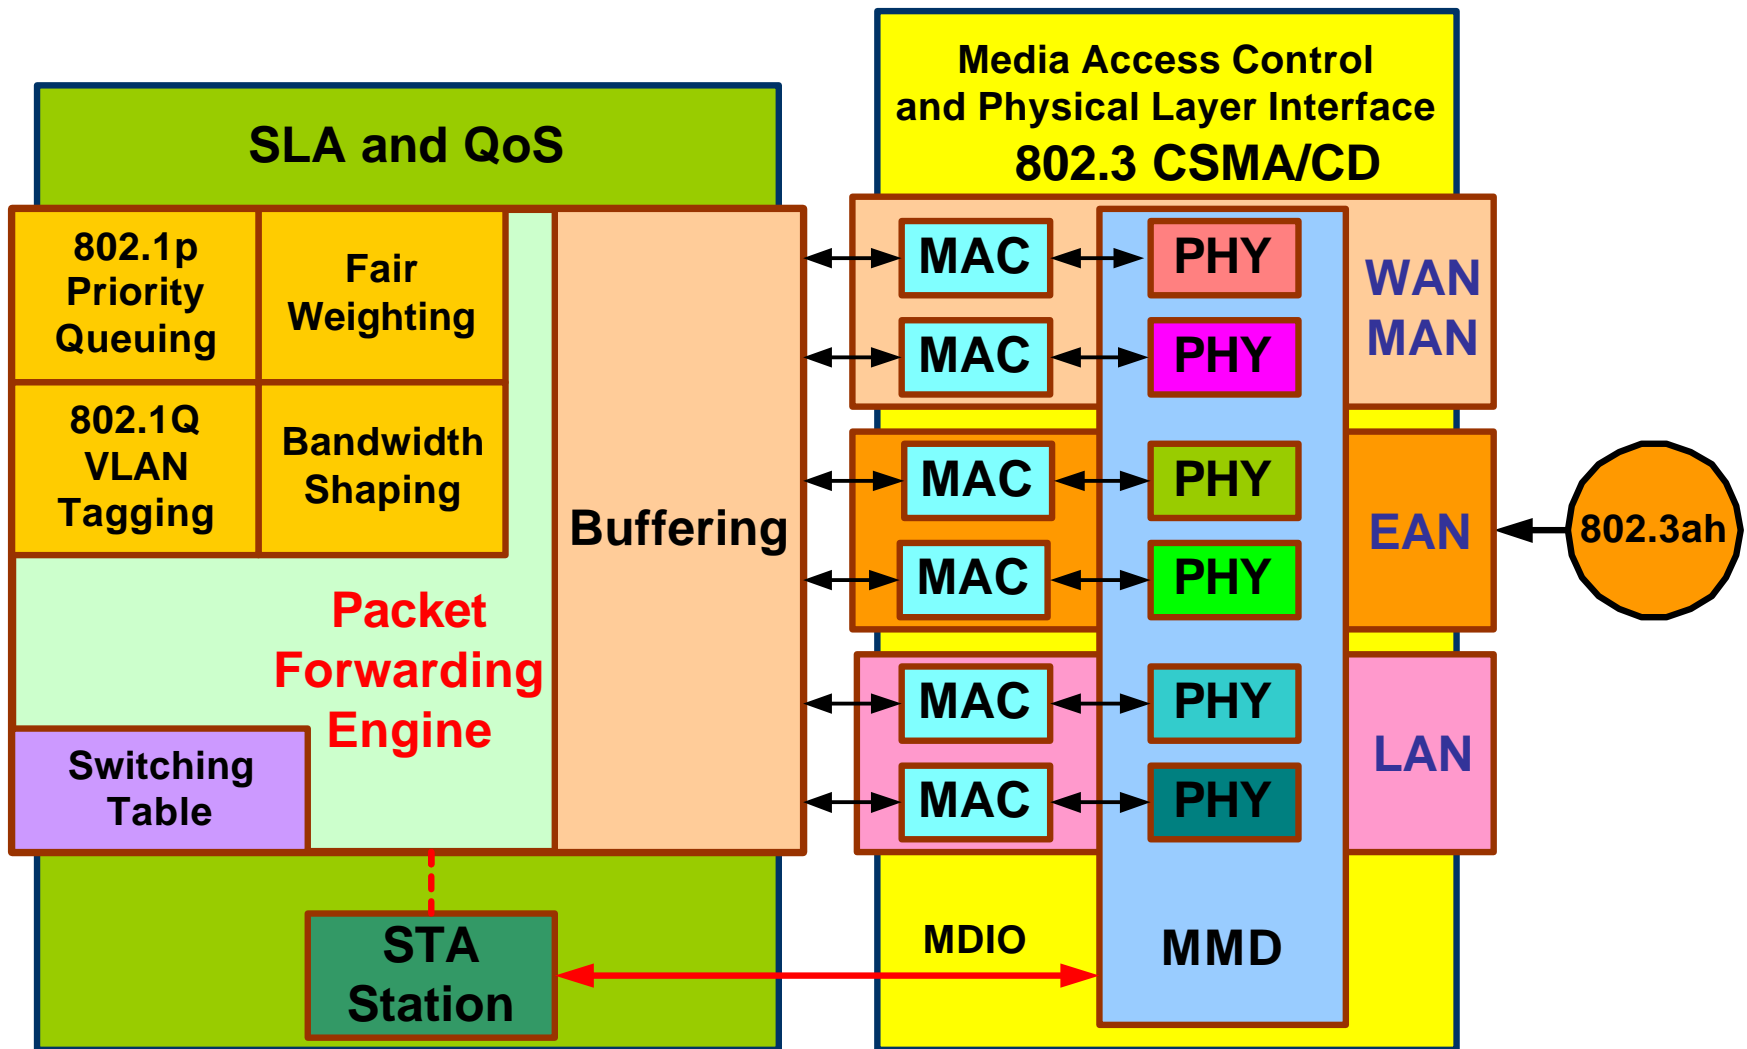 SLA and QoS
802.1p
Priority
Queuing
Fair
Weighting
802.1Q
VLAN
Tagging
Bandwidth
Shaping
Buffering
Packet
Forwarding
Engine
Switching
Table
STA
Station
Media Access Control
and Physical Layer Interface
802.3 CSMA/CD
MAC
PHY
MAC
PHY
WAN
MAN
MAC
PHY
MAC
PHY
EAN
802.3ah
MAC
PHY
MAC
PHY
LAN
MDIO
MMD